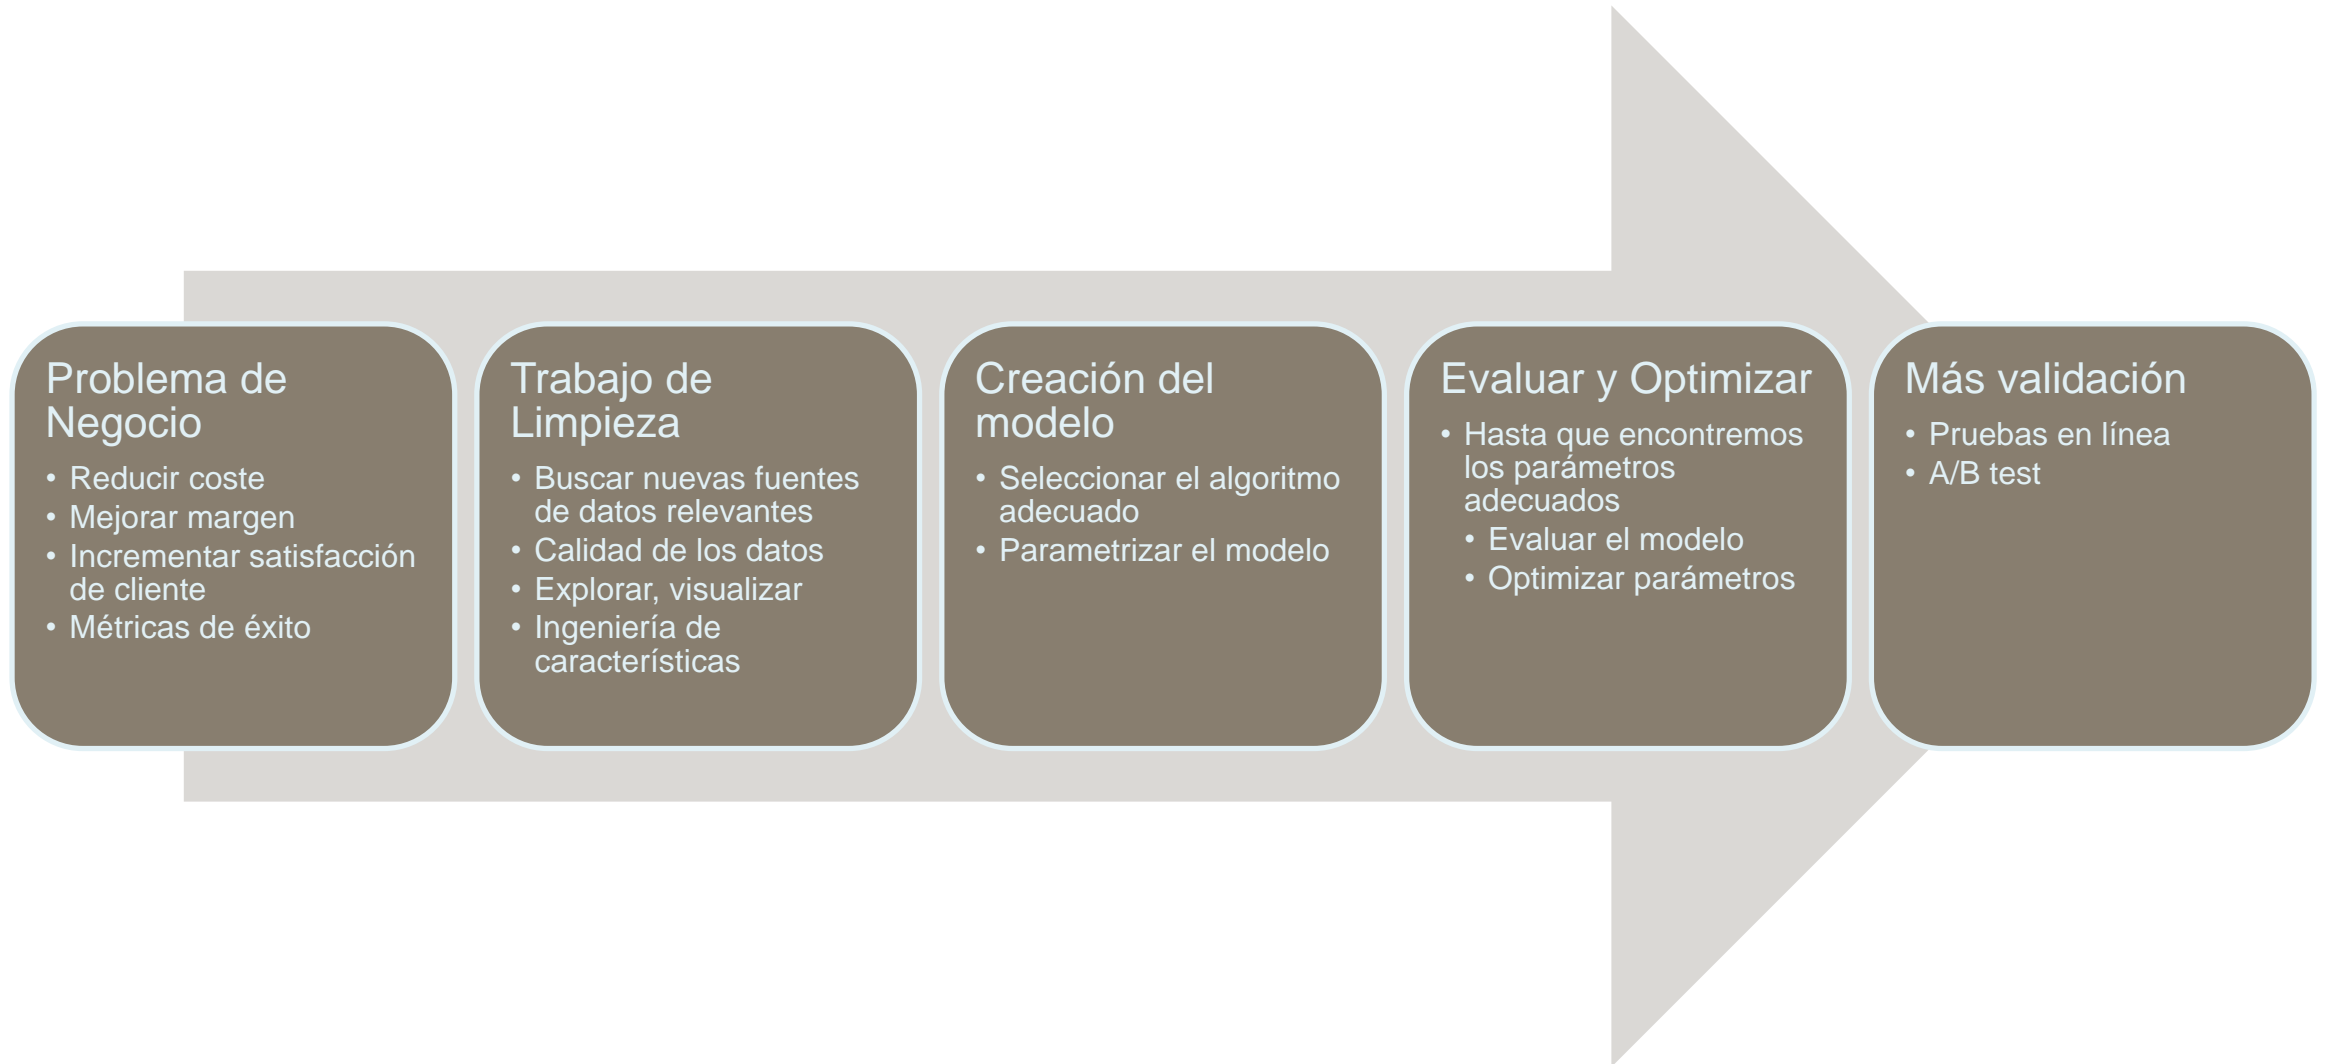 Problema de
Negocio
• Reducir coste
• Mejorar margen
• Incrementar satisfacción
de cliente
• Métricas de éxito
Trabajo de
Limpieza
• Buscar nuevas fuentes
de datos relevantes
• Calidad de los datos
• Explorar, visualizar
• Ingeniería de
características
Creación del
modelo
• Seleccionar el algoritmo
adecuado
• Parametrizar el modelo
Evaluar y Optimizar
• Hasta que encontremos
los parámetros
adecuados
• Evaluar el modelo
• Optimizar parámetros
Más validación
• Pruebas en línea
• A/B test